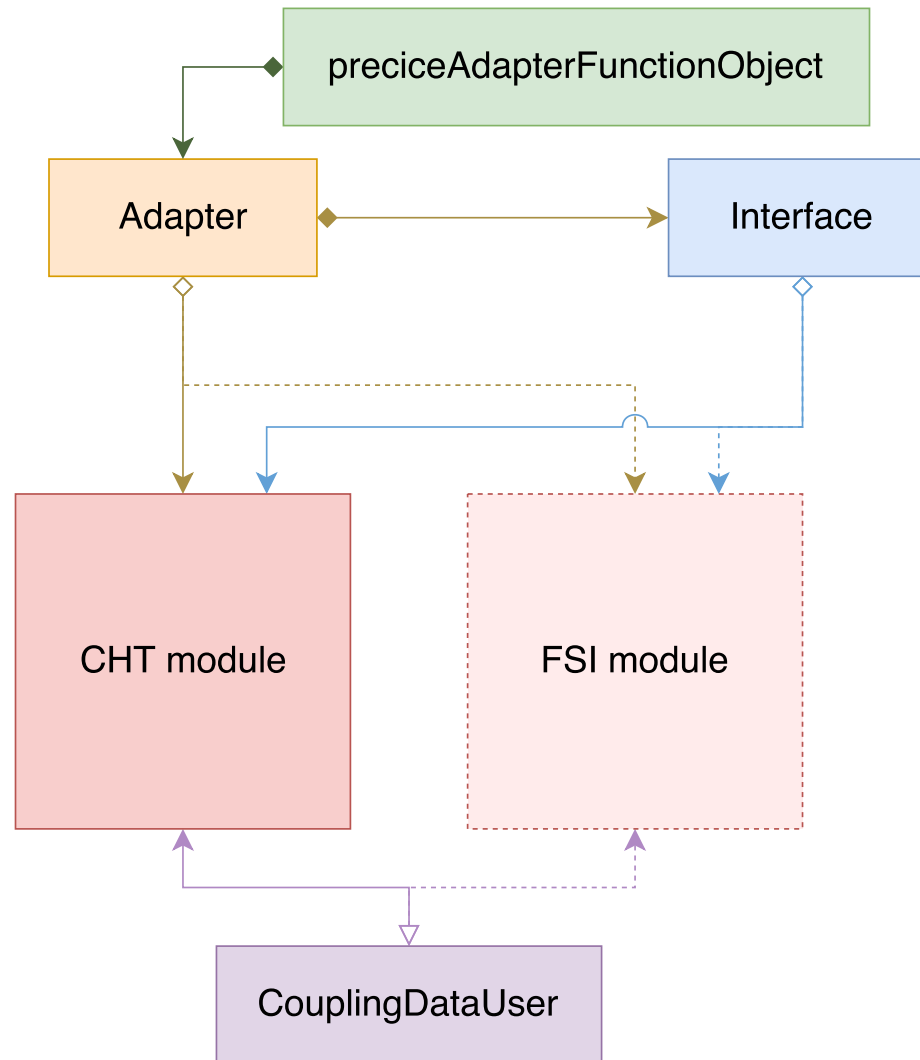 preciceAdapterFunctionObject
Adapter
Interface
CHT module
FSI module
CouplingDataUser